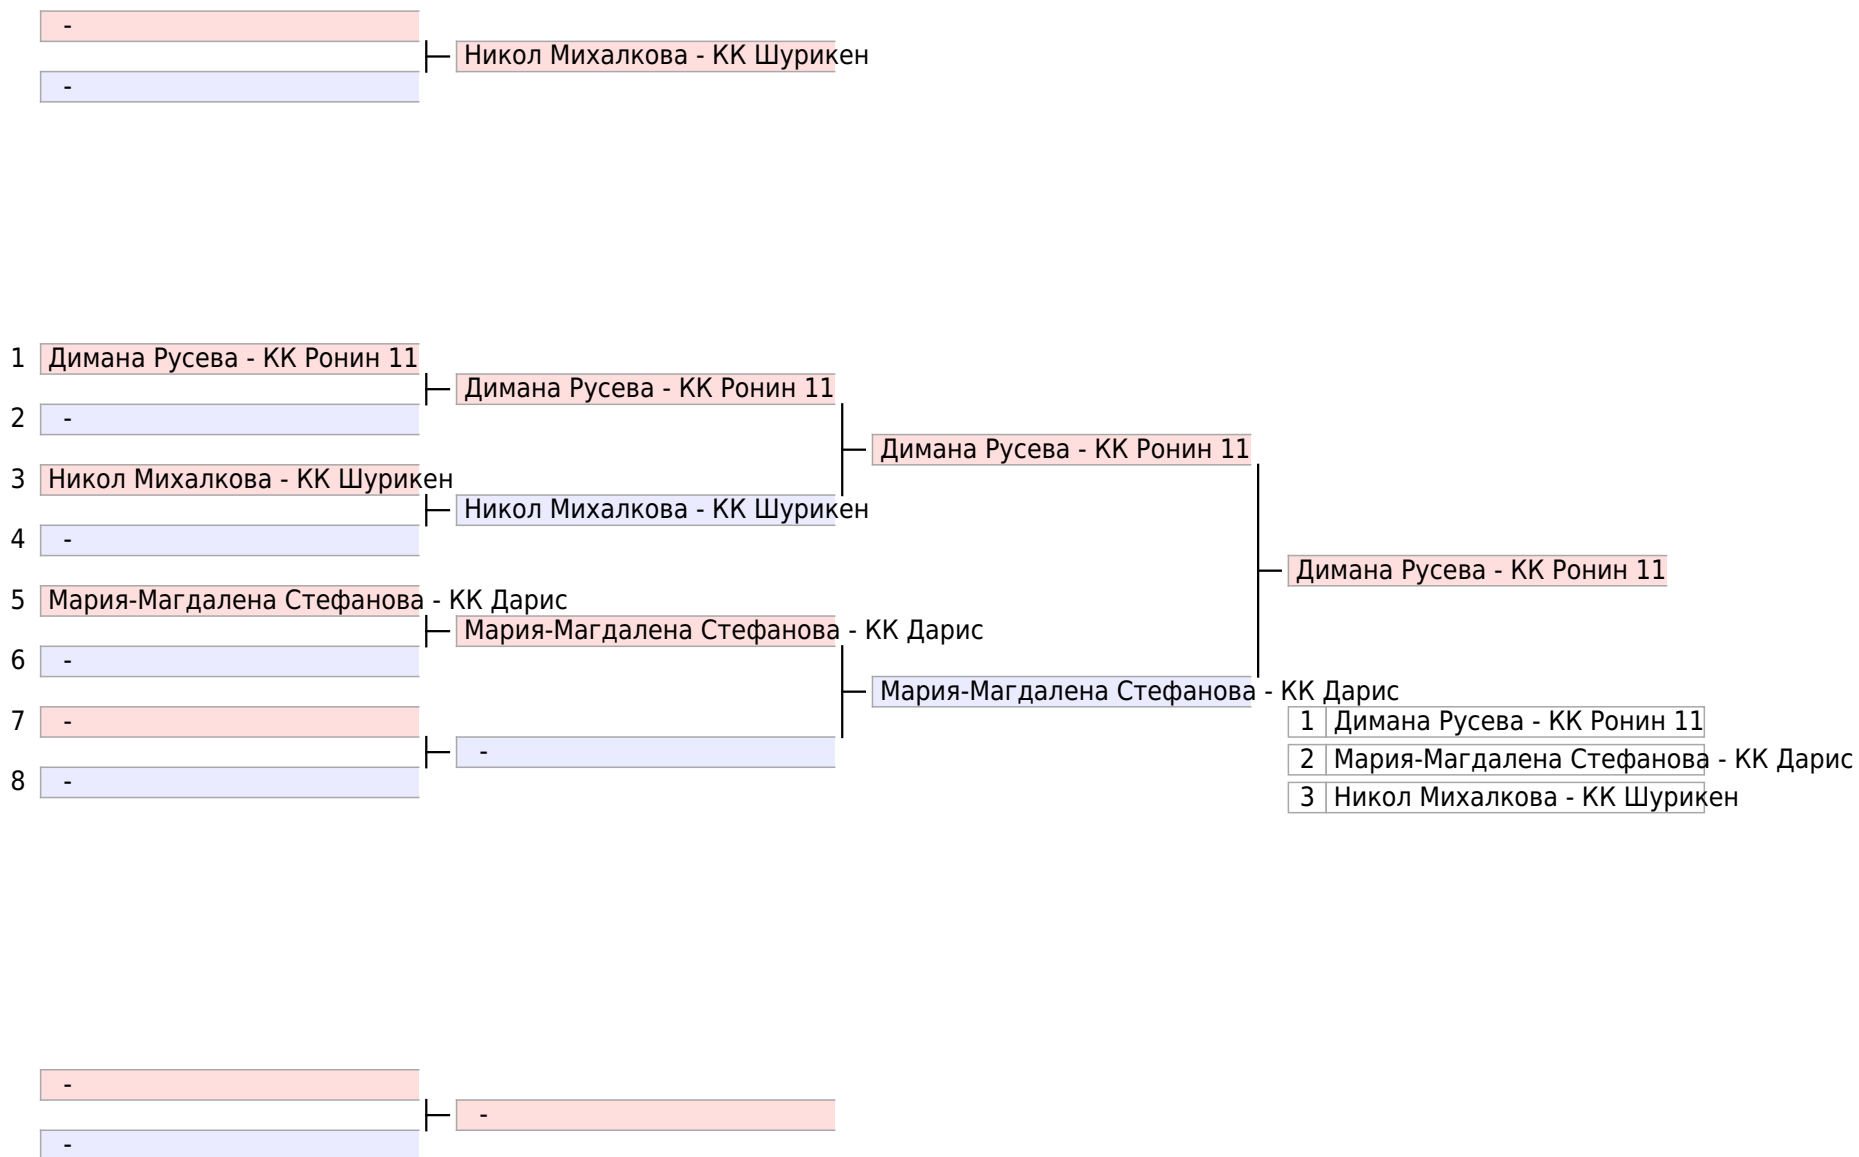 -
Никол Михалкова - КК Шурикен
-
1 Димана Русева - КК Ронин 11
Димана Русева - КК Ронин 11
2 -
Димана Русева - КК Ронин 11
3 Никол Михалкова - КК Шурикен
Никол Михалкова - КК Шурикен
4 -
Димана Русева - КК Ронин 11
5 Мария-Магдалена Стефанова - КК Дарис
Мария-Магдалена Стефанова - КК Дарис
6 -
Мария-Магдалена Стефанова - КК Дарис
7 -
1 Димана Русева - КК Ронин 11
-
2 Мария-Магдалена Стефанова - КК Дарис
8 -
3 Никол Михалкова - КК Шурикен
-
-
-